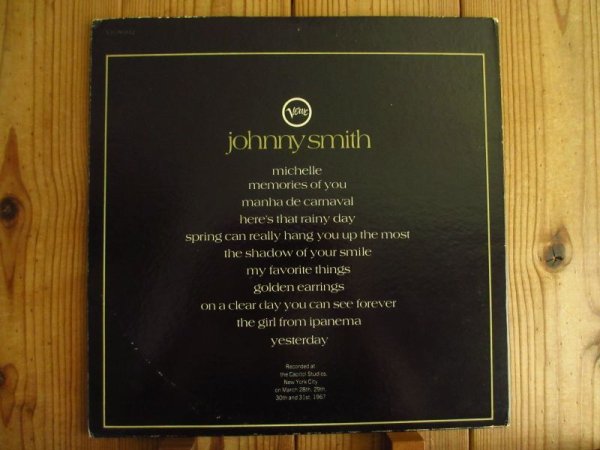 Verve
johnny smith
michelle
memories of you
manha de carnaval
here's that rainy day
spring can really hang you up the most
the shadow of your smile
my favorite things
golden earrings
on a clear day you can see forever
the girl from ipanema
yesterday
Recorded at
the Capitol Studios,
New York City
on March 28th, 29th,
30th and 31st, 1967